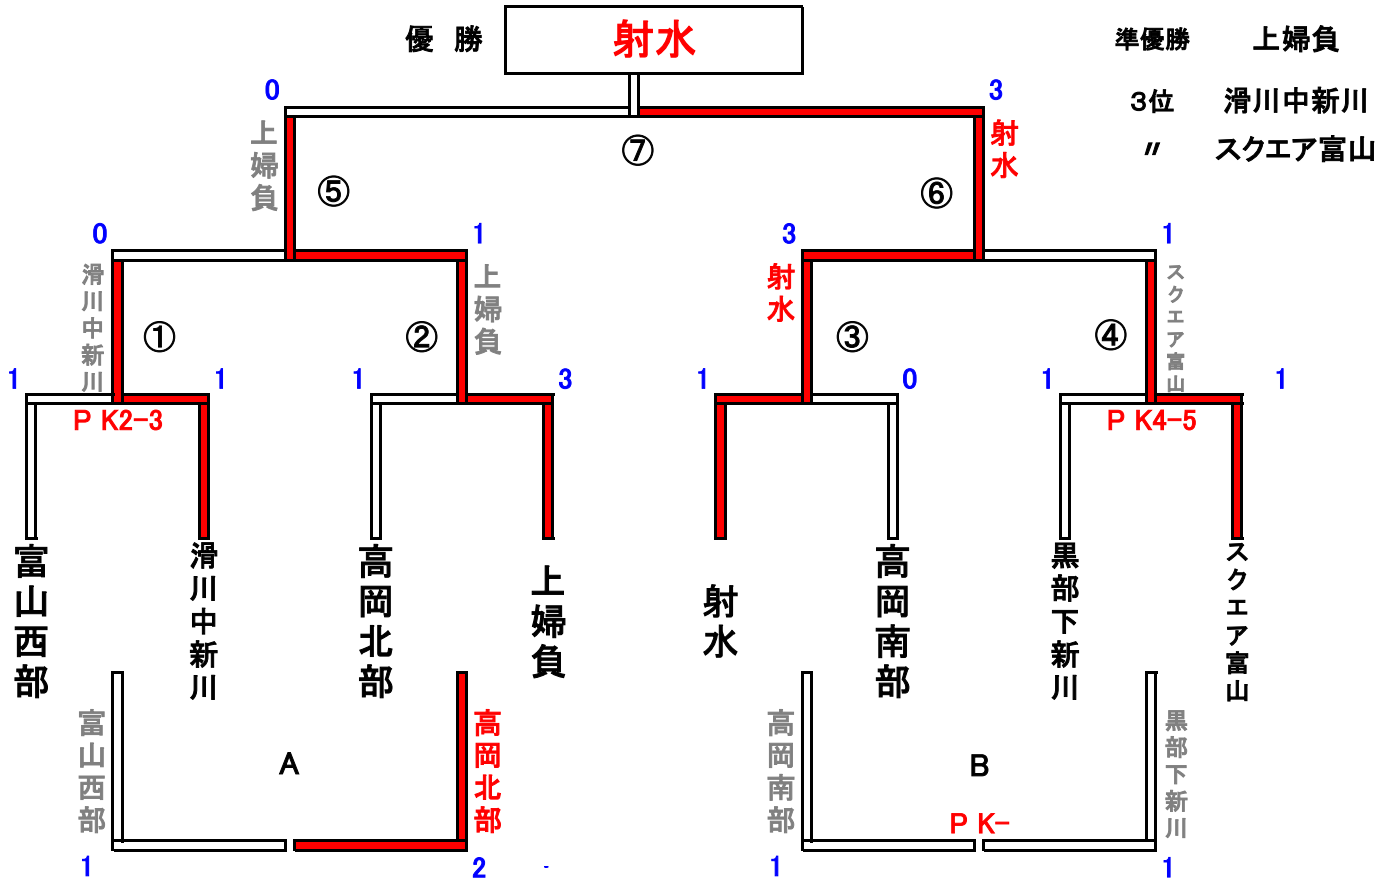 優 勝
射水
準優勝 上婦負
3位 滑川中新川
〃 スクエア富山
0
3
上婦負
射水
⑦
⑤
⑥
0
1
3
1
滑川中新川
上婦負
射水
スクエア富山
①
②
③
④
1
1
1
3
1
0
1
1
P K2-3
P K4-5
富山西部
滑川中新川
高岡北部
上婦負
射水
高岡南部
黒部下新川
スクエア富山
富山西部
高岡北部
高岡南部
黒部下新川
A
B
P K-
1
2
-
1
1